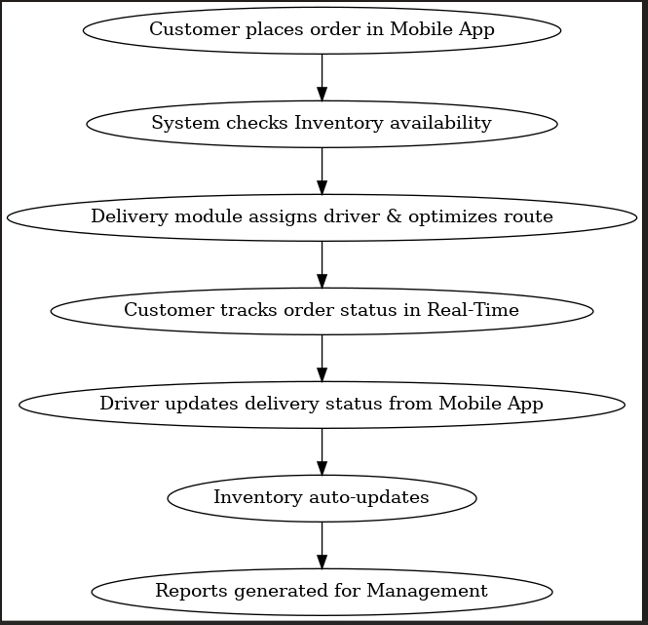 Customer places order in Mobile App
System checks Inventory availability
Delivery module assigns driver & optimizes route
Customer tracks order status in Real-Time
Driver updates delivery status from Mobile App
Inventory auto-updates
Reports generated for Management